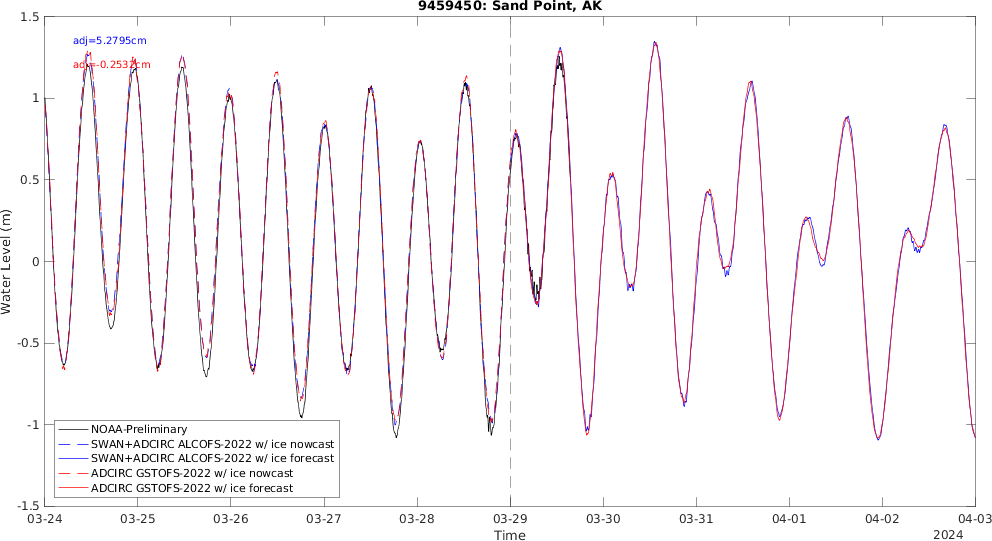 9459450: Sand Point, AK
1.5
1
0.5
0
-0.5
-1
-1.5
Water Level (m)
adj=5.2795cm
adj=-0.2532cm
NOAA-Preliminary
SWAN+ADCIRC ALCOFS-2022 w/ ice nowcast
SWAN+ADCIRC ALCOFS-2022 w/ ice forecast
ADCIRC GSTOFS-2022 w/ ice nowcast
ADCIRC GSTOFS-2022 w/ ice forecast
03-24 03-25 03-26 03-27 03-28 03-29 03-30 03-31 04-01 04-02 04-03
Time
2024